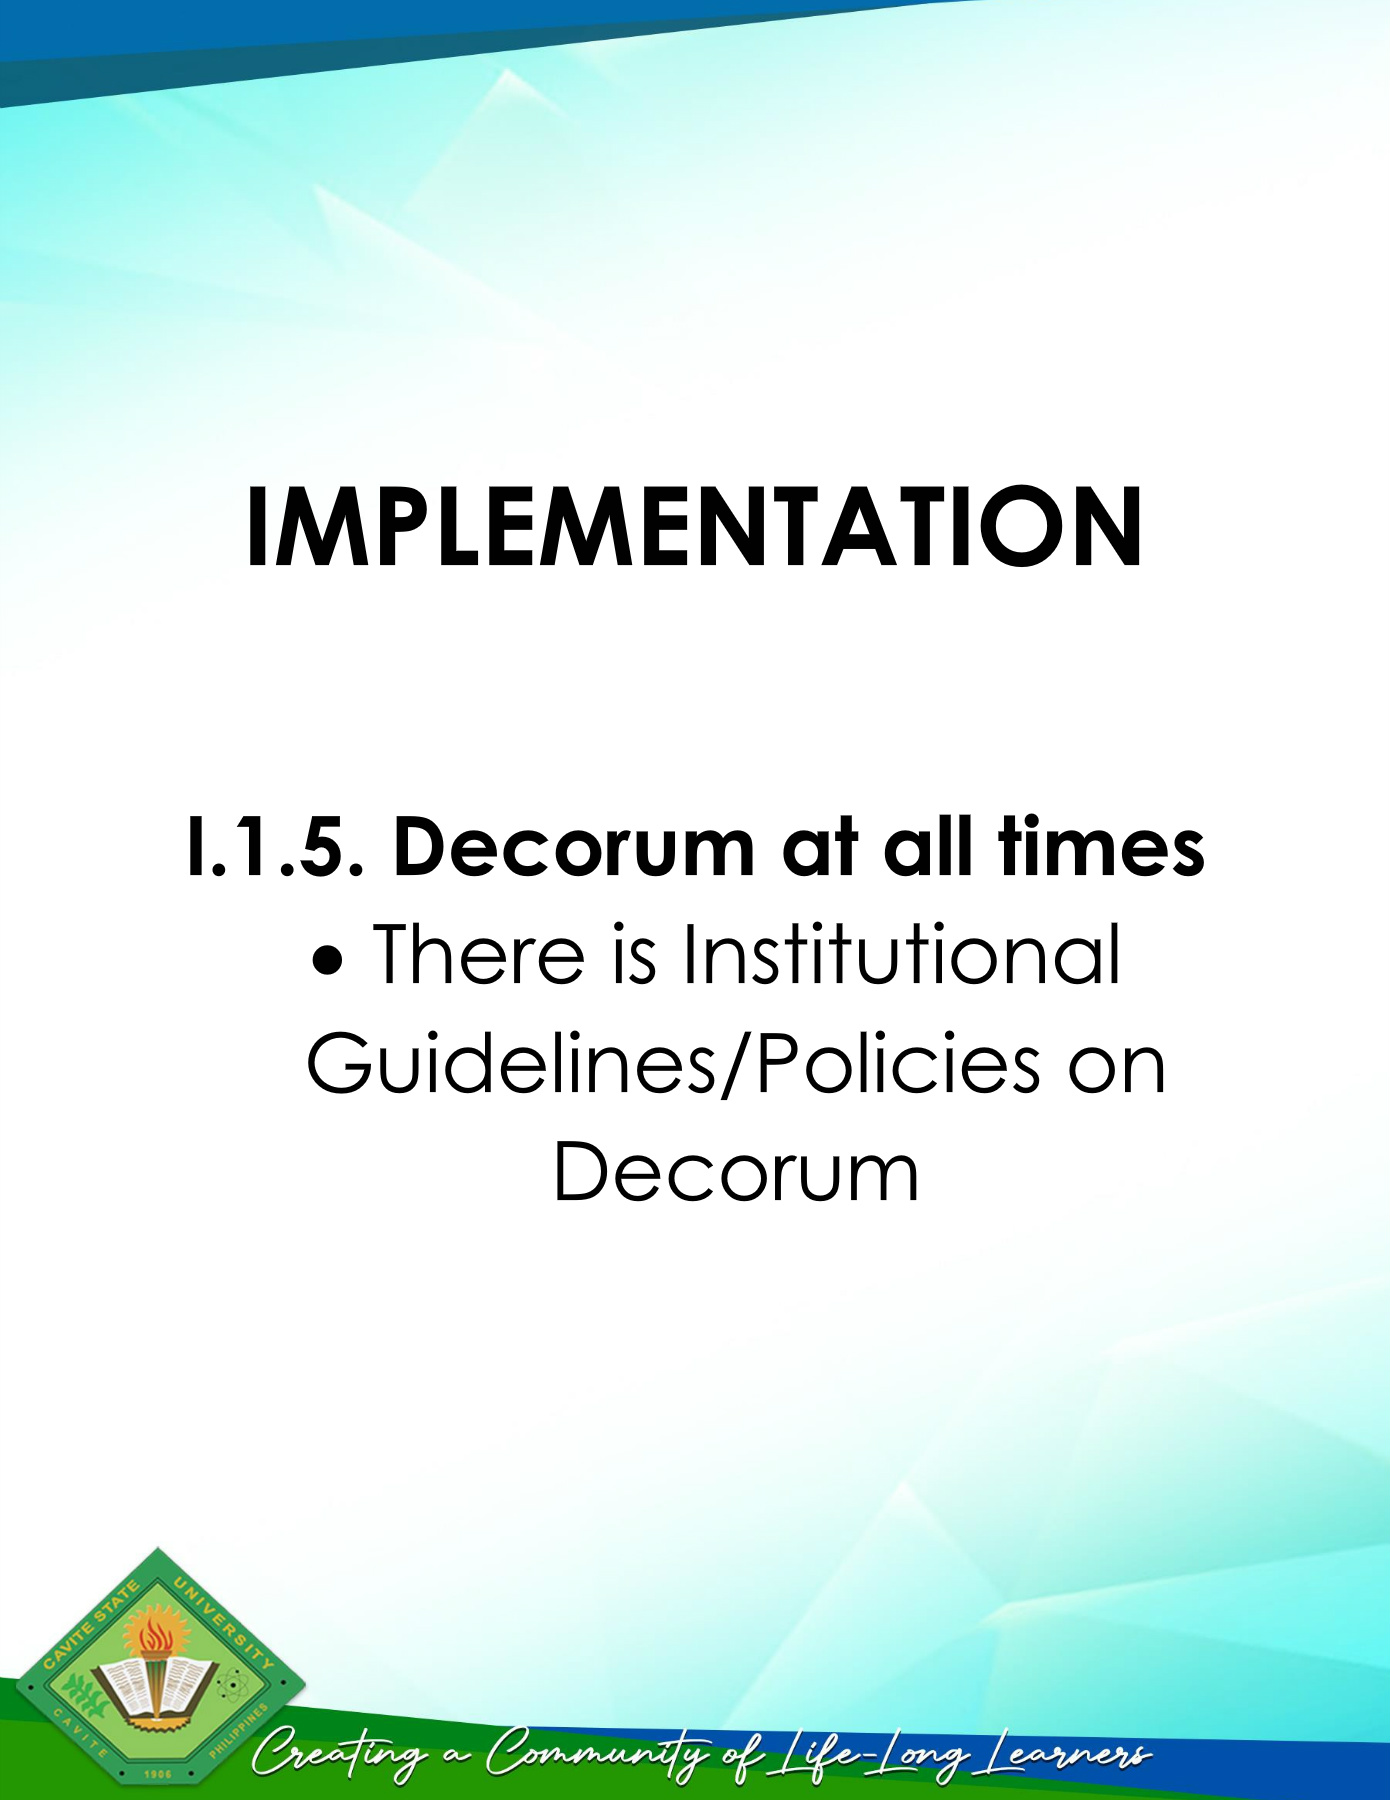 IMPLEMENTATION
I.1.5. Decorum at all times
• There is Institutional
Guidelines/Policies on
Decorum
CAVITE STATE UNIVERSITY
CAVITE PHILIPPINES
1906
Creating a Community of Life-Long Learners